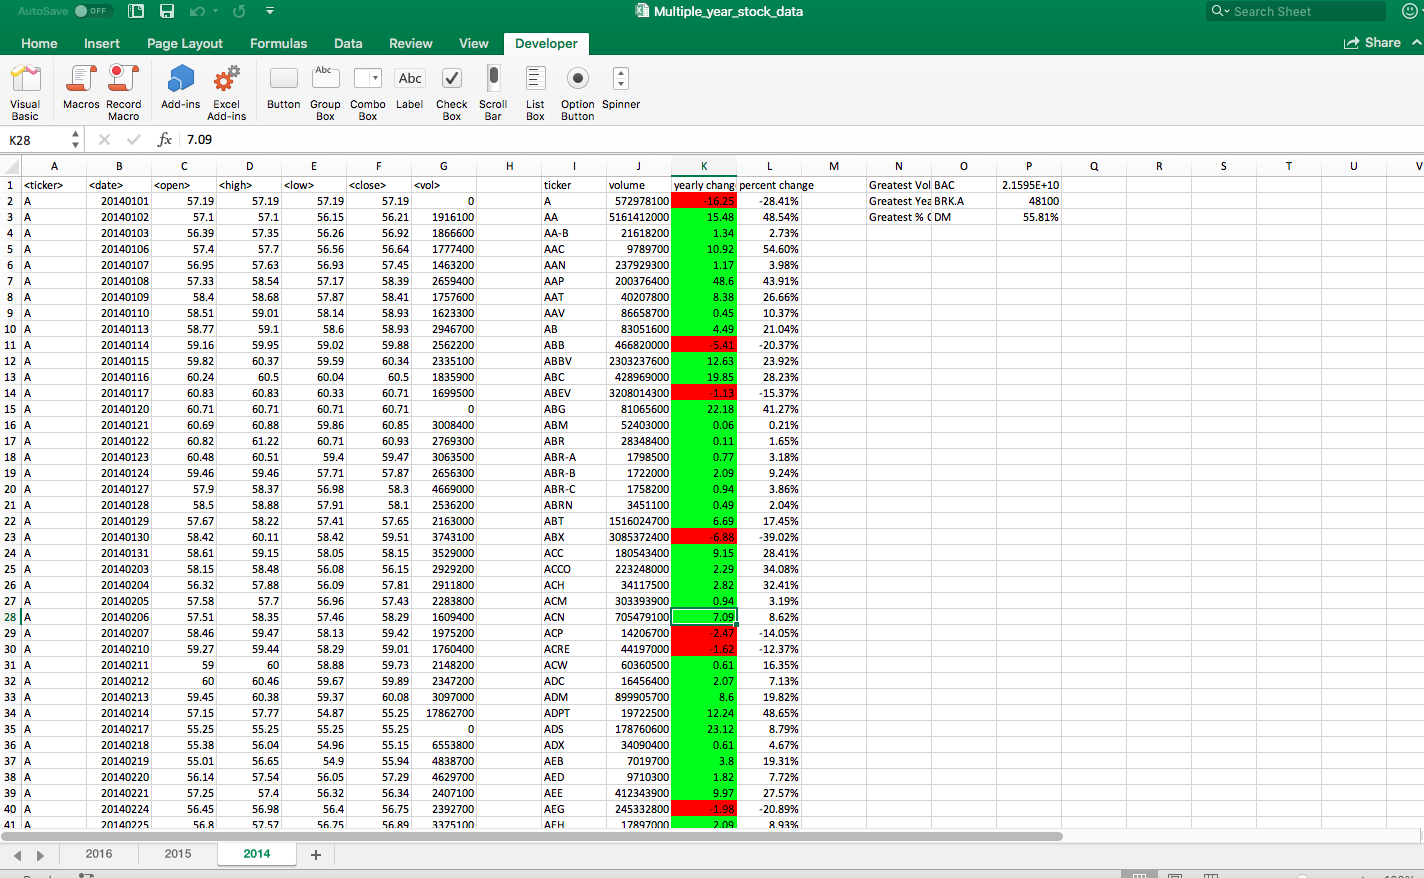 AutoSave OFF Multiple_year_stock_data Search Sheet
Home Insert Page Layout Formulas Data Review View Developer Share
Visual Basic Macros Record Macro Add-ins Excel Add-ins Button Group Box Combo Box Label Check Box Scroll Bar List Box Option Button Spinner
Abc Abc
K28 fx 7.09
A B C D E F G H I J K L M N O P Q R S T U V
1 <ticker> <date> <open> <high> <low> <close> <vol> ticker volume yearly chang percent change Greatest Vol BAC 2.1595E+10
2 A 20140101 57.19 57.19 57.19 57.19 0 A 572978100 -16.25 -28.41% Greatest Yea BRK.A 48100
3 A 20140102 57.1 57.1 56.15 56.21 1916100 AA 5161412000 15.48 48.54% Greatest % DM 55.81%
4 A 20140103 56.39 57.35 56.26 56.92 1866600 AA-B 21618200 1.34 2.73%
5 A 20140106 57.4 57.7 56.56 56.64 1777400 AAC 9789700 10.92 54.60%
6 A 20140107 56.95 57.63 56.93 57.45 1463200 AAN 237929300 1.17 3.98%
7 A 20140108 57.33 58.54 57.17 58.39 2659400 AAP 200376400 48.6 43.91%
8 A 20140109 58.4 58.68 57.87 58.41 1757600 AAT 40207800 8.38 26.66%
9 A 20140110 58.51 59.01 58.14 58.93 1623300 AAV 86658700 0.45 10.37%
10 A 20140113 58.77 59.1 58.6 58.93 2946700 AB 83051600 4.49 21.04%
11 A 20140114 59.16 59.95 59.02 59.88 2562200 ABB 466820000 -5.41 -20.37%
12 A 20140115 59.82 60.37 59.59 60.34 2335100 ABBV 2303237600 12.63 23.92%
13 A 20140116 60.24 60.5 60.04 60.5 1835900 ABC 428969000 19.85 28.23%
14 A 20140117 60.83 60.83 60.33 60.71 1699500 ABEV 3208014300 -1.13 -15.37%
15 A 20140120 60.71 60.71 60.71 60.71 0 ABG 81065600 22.18 41.27%
16 A 20140121 60.69 60.88 59.86 60.85 3008400 ABM 52403000 0.06 0.21%
17 A 20140122 60.82 61.22 60.71 60.93 2769300 ABR 28348400 0.11 1.65%
18 A 20140123 60.48 60.51 59.4 59.47 3063500 ABR-A 1798500 0.77 3.18%
19 A 20140124 59.46 59.46 57.71 57.87 2656300 ABR-B 1722000 2.09 9.24%
20 A 20140127 57.9 58.37 56.98 58.3 4669000 ABR-C 1758200 0.94 3.86%
21 A 20140128 58.5 58.88 57.91 58.1 2536200 ABRN 3451100 0.49 2.04%
22 A 20140129 57.67 58.22 57.41 57.65 2163000 ABT 1516024700 6.69 17.45%
23 A 20140130 58.42 60.11 58.42 59.51 3743100 ABX 3085372400 -6.88 -39.02%
24 A 20140131 58.61 59.15 58.05 58.15 3529000 ACC 180543400 9.15 28.41%
25 A 20140203 58.15 58.48 56.08 56.15 2929200 ACCO 223248000 2.29 34.08%
26 A 20140204 56.32 57.88 56.09 57.81 2911800 ACH 34117500 2.82 32.41%
27 A 20140205 57.58 57.7 56.96 57.43 2283800 ACM 303393900 0.94 3.19%
28 A 20140206 57.51 58.35 57.46 58.29 1609400 ACN 705479100 7.09 8.62%
29 A 20140207 58.46 59.47 58.13 59.42 1975200 ACP 14206700 -2.47 -14.05%
30 A 20140210 59.27 59.44 58.29 59.01 1760400 ACRE 44197000 -1.62 -12.37%
31 A 20140211 59 60 58.88 59.73 2148200 ACW 60360500 0.61 16.35%
32 A 20140212 60 60.46 59.67 59.89 2347200 ADC 16456400 2.07 7.13%
33 A 20140213 59.45 60.38 59.37 60.08 3097000 ADM 899905700 8.6 19.82%
34 A 20140214 57.15 57.77 54.87 55.25 17862700 ADPT 19722500 12.24 48.65%
35 A 20140217 55.25 55.25 55.25 55.25 0 ADS 178760600 23.12 8.79%
36 A 20140218 55.38 56.04 54.96 55.15 6553800 ADX 34090400 0.61 4.67%
37 A 20140219 55.01 56.65 54.9 55.94 4838700 AEB 7019700 3.8 19.31%
38 A 20140220 56.14 57.54 56.05 57.29 4629700 AED 9710300 1.82 7.72%
39 A 20140221 57.25 57.4 56.32 56.34 2407100 AEE 412343900 9.97 27.57%
40 A 20140224 56.45 56.98 56.4 56.75 2392700 AEG 245332800 -1.98 -20.89%
41 A 20140225 56.8 57.57 56.75 56.89 3375100 AEH 17897000 2.09 8.93%
2016 2015 2014 +